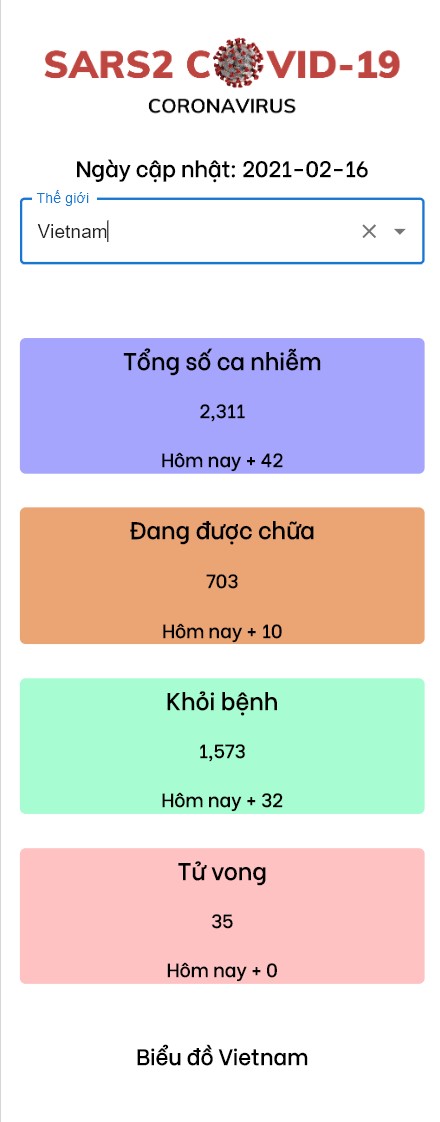 SARS2 COVID-19
CORONAVIRUS
Ngày cập nhật: 2021-02-16
Thế giới
Vietnam
Tổng số ca nhiễm
2,311
Hôm nay + 42
Đang được chữa
703
Hôm nay + 10
Khỏi bệnh
1,573
Hôm nay + 32
Tử vong
35
Hôm nay + 0
Biểu đồ Vietnam